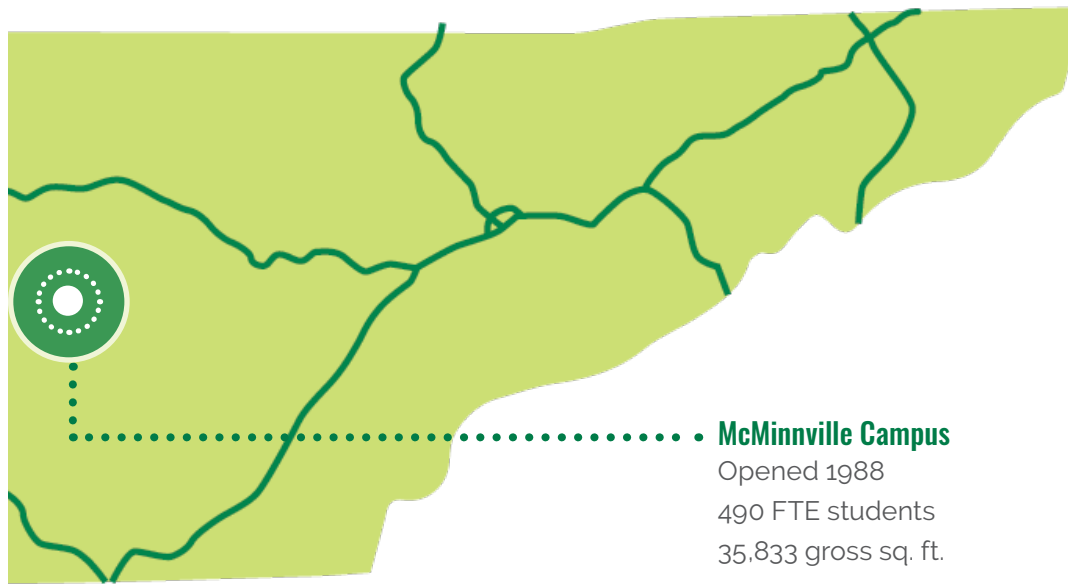 McMinnville Campus
Opened 1988
490 FTE students
35,833 gross sq. ft.